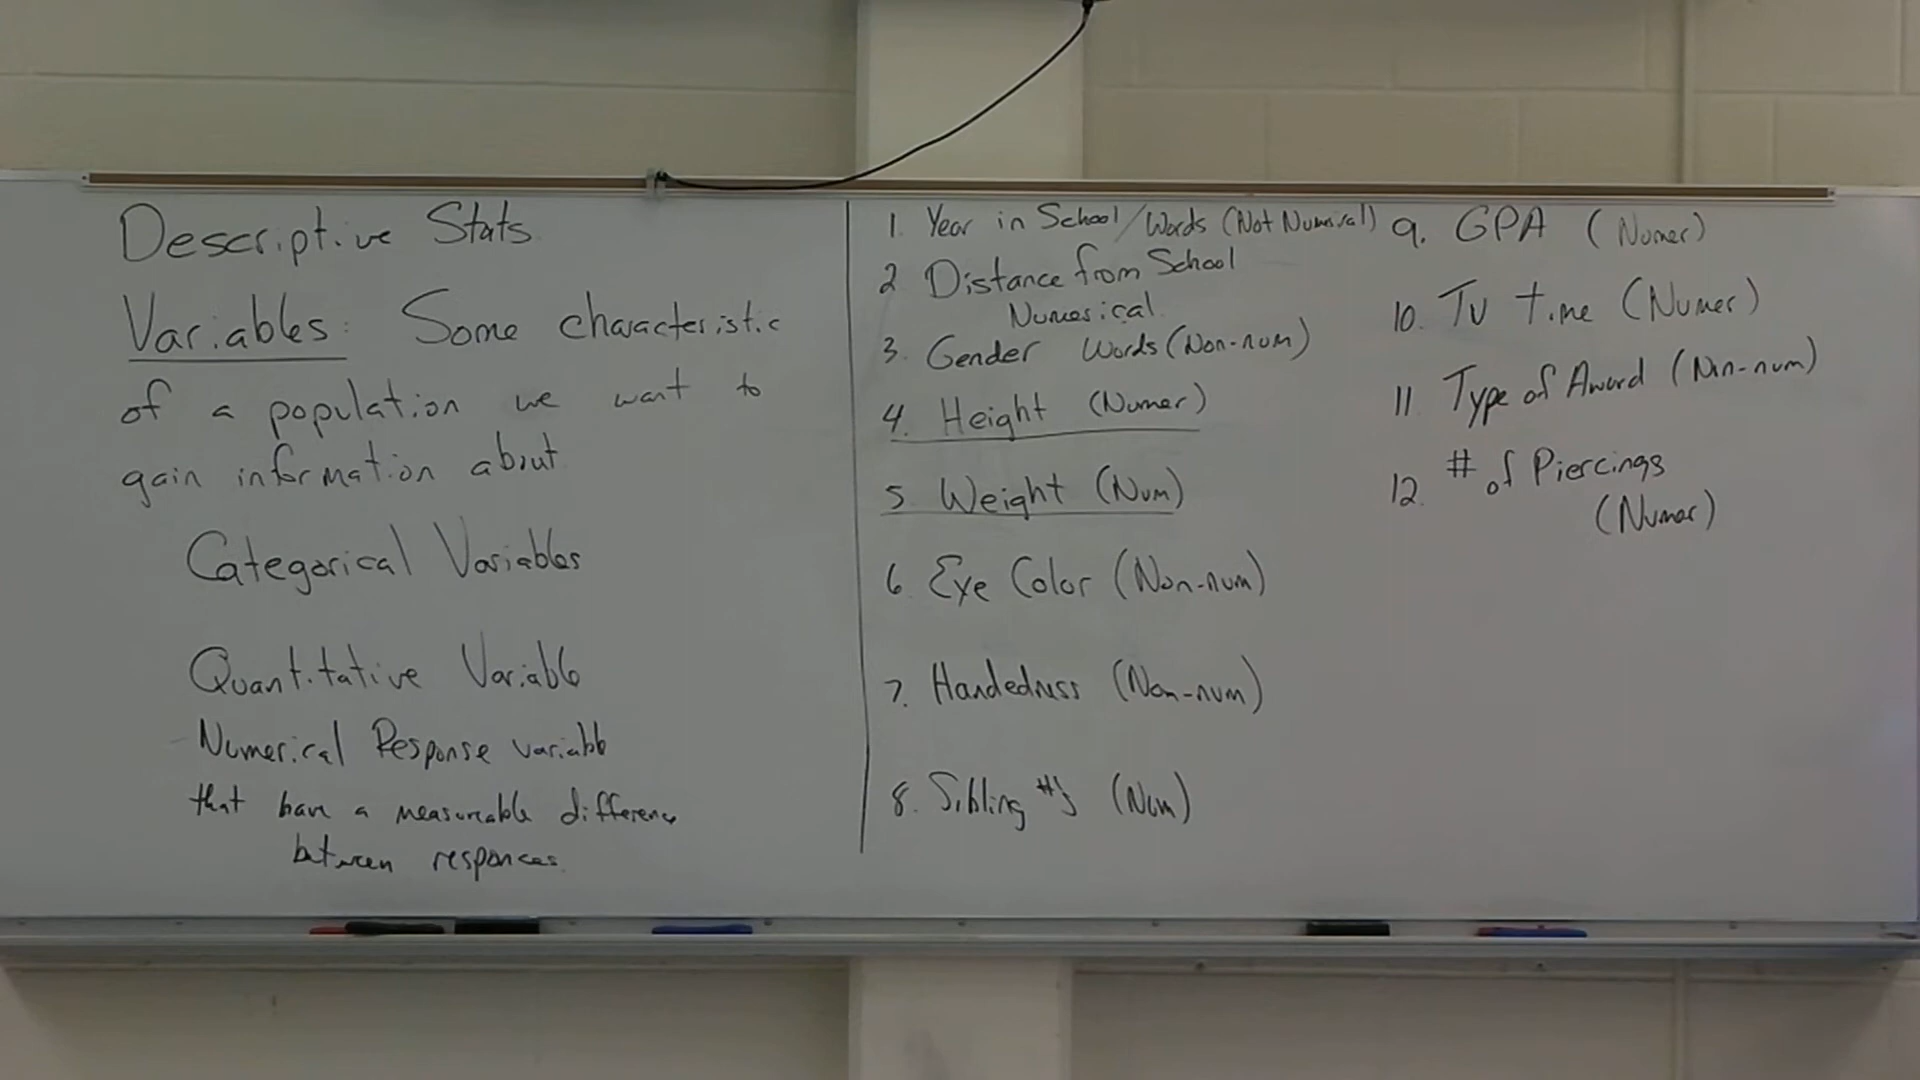 Descriptive Stats
Variables: Some characteristic
of a population we want to
gain information about
Categorical Variables
Quantitative Variable
Numerical Response variable
that have a measurable difference
between responces.
1. Year in School/Words (Not Numerical)
2 Distance from School
Numerical.
3. Gender Words (Non-num)
4. Height (Numer)
5. Weight (Num)
6. Eye Color (Non-num)
7. Handedness (Non-num)
8. Sibling #'s (Num)
9. GPA (Numer)
10. TV time (Numer)
11 Type of Award (Non-num)
12. # of Piercings
(Numer)